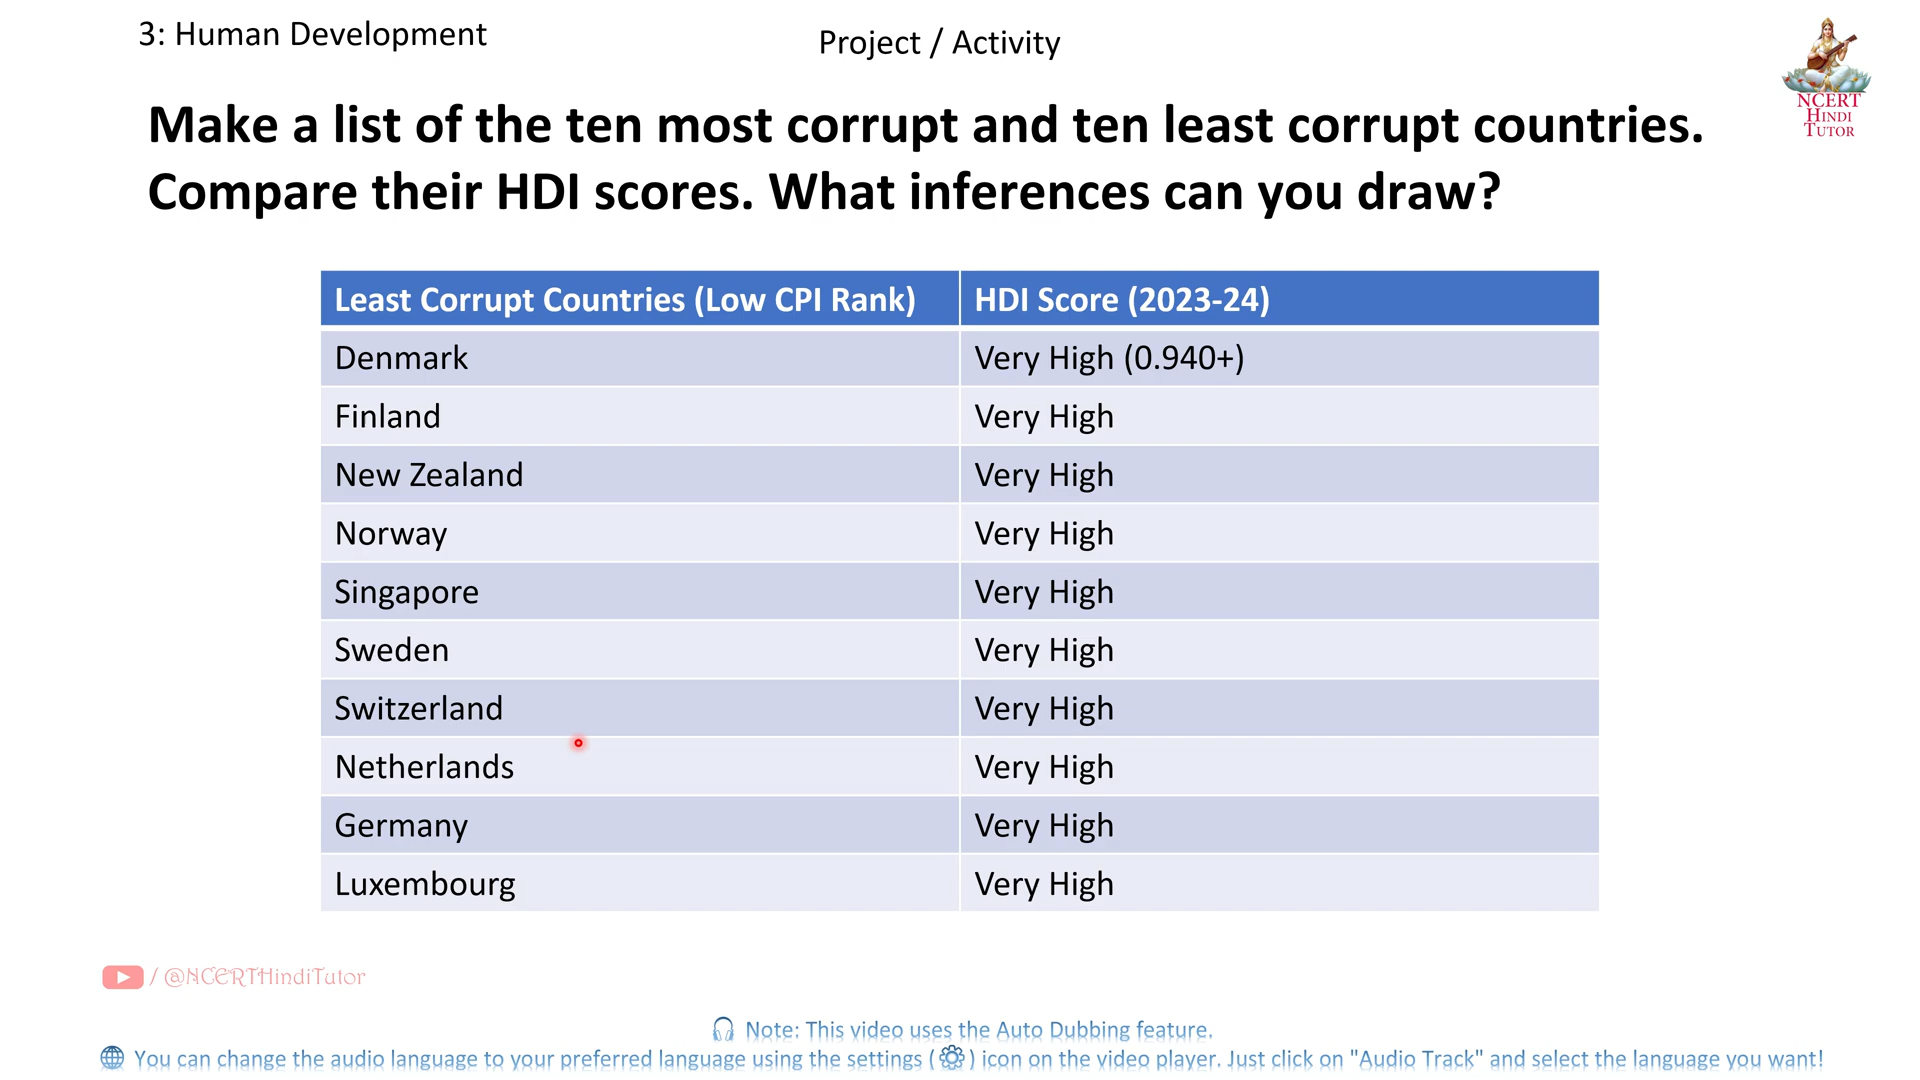 3: Human Development
Project / Activity
NCERT
HINDI
TUTOR
Make a list of the ten most corrupt and ten least corrupt countries.
Compare their HDI scores. What inferences can you draw?
Least Corrupt Countries (Low CPI Rank) HDI Score (2023-24)
Denmark Very High (0.940+)
Finland Very High
New Zealand Very High
Norway Very High
Singapore Very High
Sweden Very High
Switzerland Very High
Netherlands Very High
Germany Very High
Luxembourg Very High
/ @NCERTHindiTutor
Note: This video uses the Auto Dubbing feature.
You can change the audio language to your preferred language using the settings ( ) icon on the video player. Just click on "Audio Track" and select the language you want!